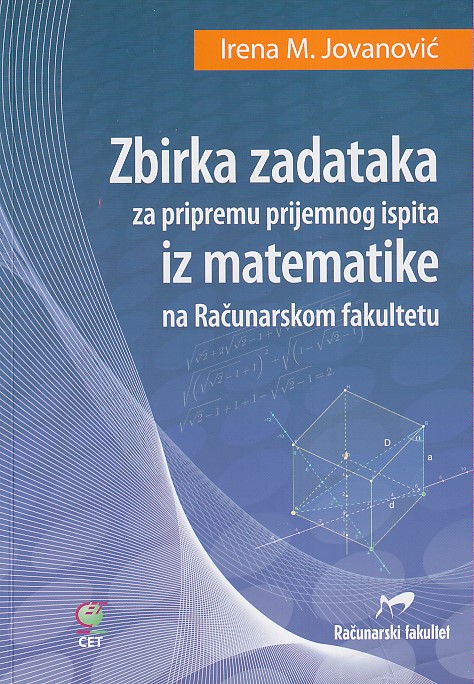 Irena M. Jovanović
Zbirka zadataka
za pripremu prijemnog ispita
iz matematike
na Računarskom fakultetu
D
a
d
CET
Računarski fakultet